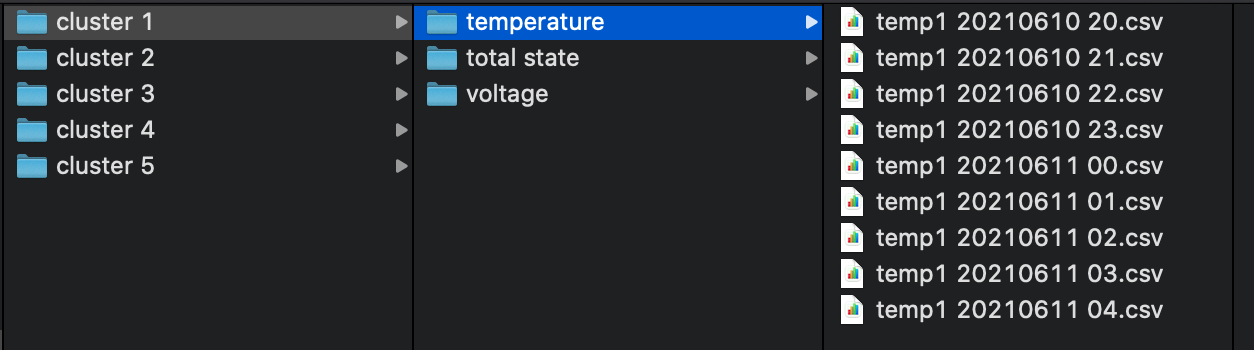 cluster 1
cluster 2
cluster 3
cluster 4
cluster 5
temperature
total state
voltage
temp1 20210610 20.csv
temp1 20210610 21.csv
temp1 20210610 22.csv
temp1 20210610 23.csv
temp1 20210611 00.csv
temp1 20210611 01.csv
temp1 20210611 02.csv
temp1 20210611 03.csv
temp1 20210611 04.csv